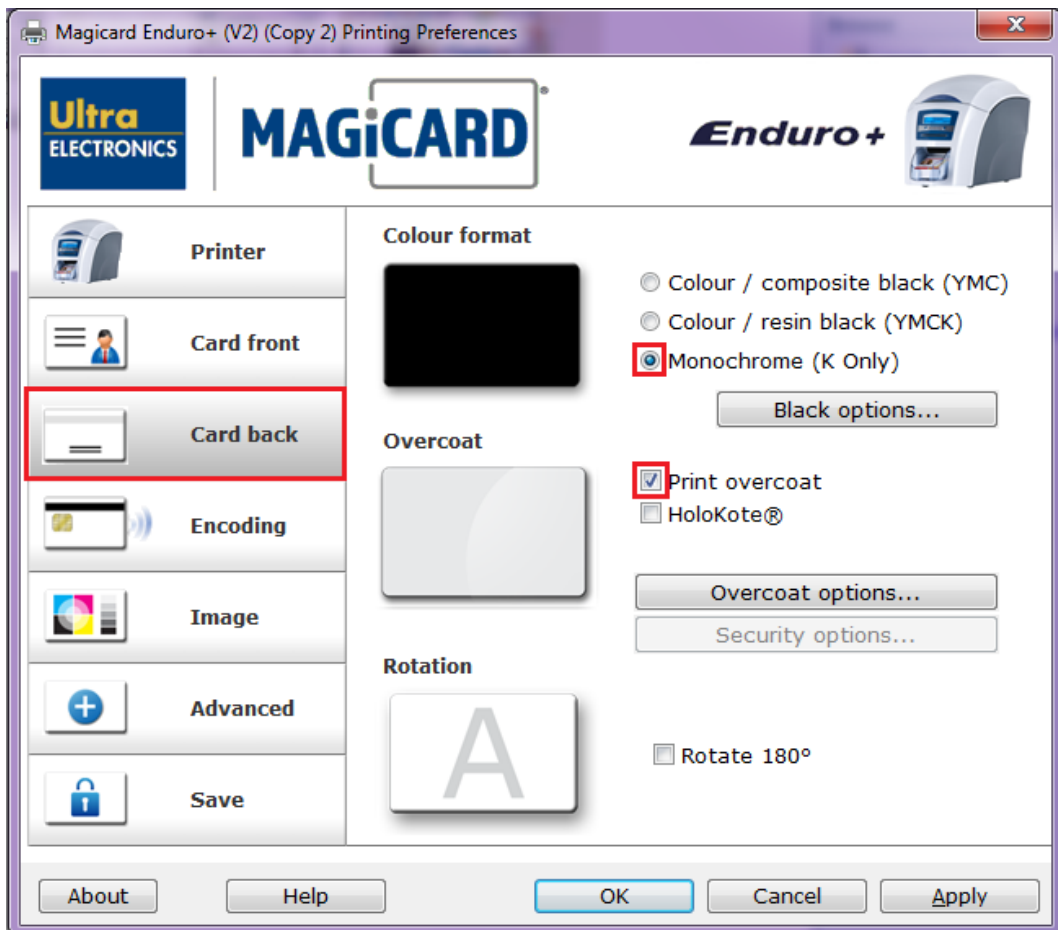 Magicard Enduro+ (V2) (Copy 2) Printing Preferences
Ultra
ELECTRONICS
MAGiCARD
Enduro+
Printer
Card front
Card back
Encoding
Image
Advanced
Save
Colour format
Colour / composite black (YMC)
Colour / resin black (YMCK)
Monochrome (K Only)
Black options...
Overcoat
Print overcoat
HoloKote®
Overcoat options...
Security options...
Rotation
A
Rotate 180°
About
Help
OK
Cancel
Apply